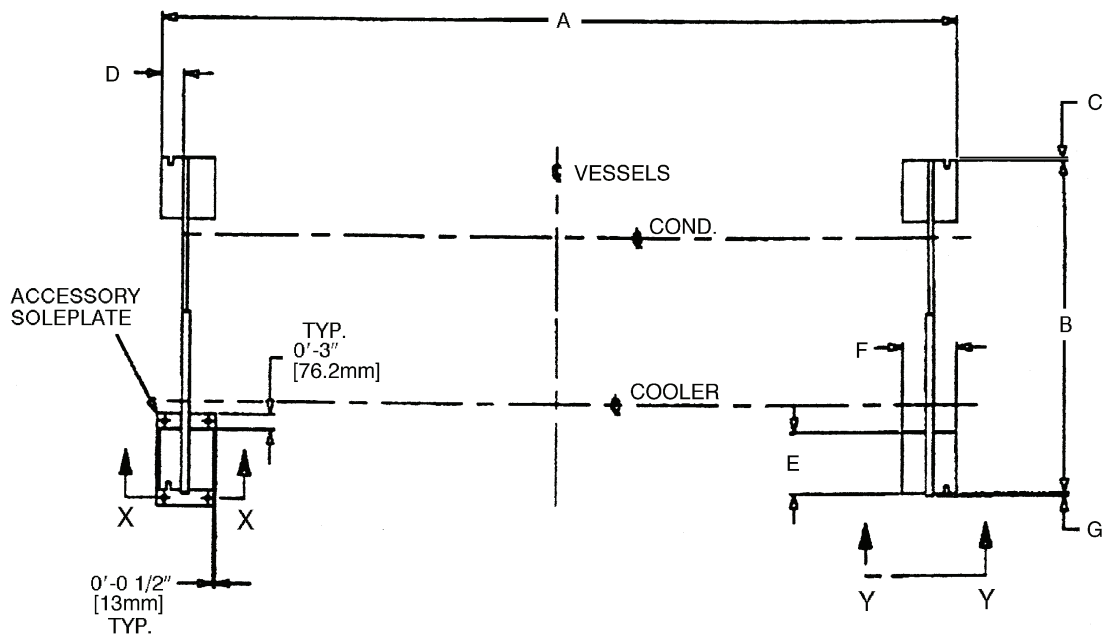 A
D
C
VESSELS
COND.
ACCESSORY
SOLEPLATE
TYP.
0′-3″
[76.2mm]
F
B
COOLER
E
X X
G
0′-0 1/2″
[13mm]
TYP.
Y Y